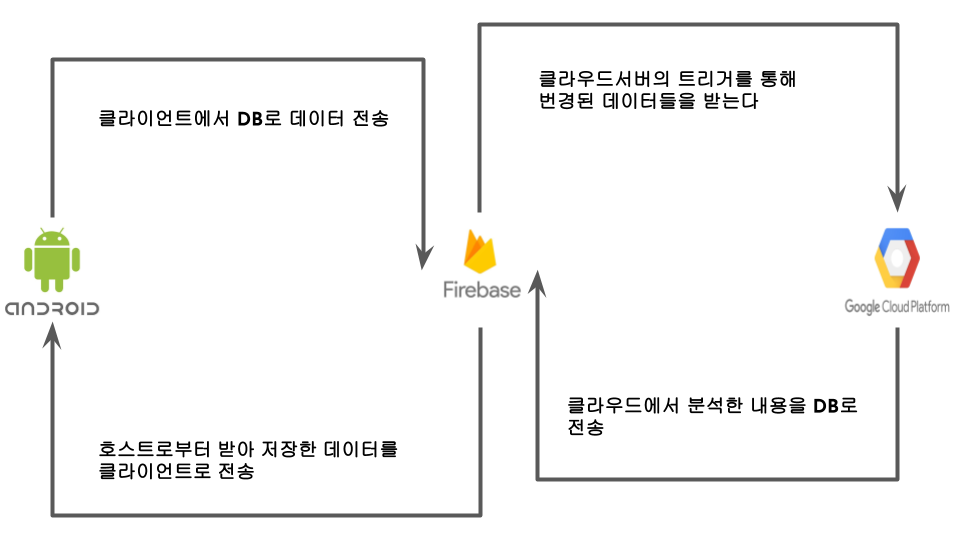 클라우드서버의 트리거를 통해
번경된 데이터들을 받는다
클라이언트에서 DB로 데이터 전송
android
Firebase
Google Cloud Platform
클라우드에서 분석한 내용을 DB로
전송
호스트로부터 받아 저장한 데이터를
클라이언트로 전송